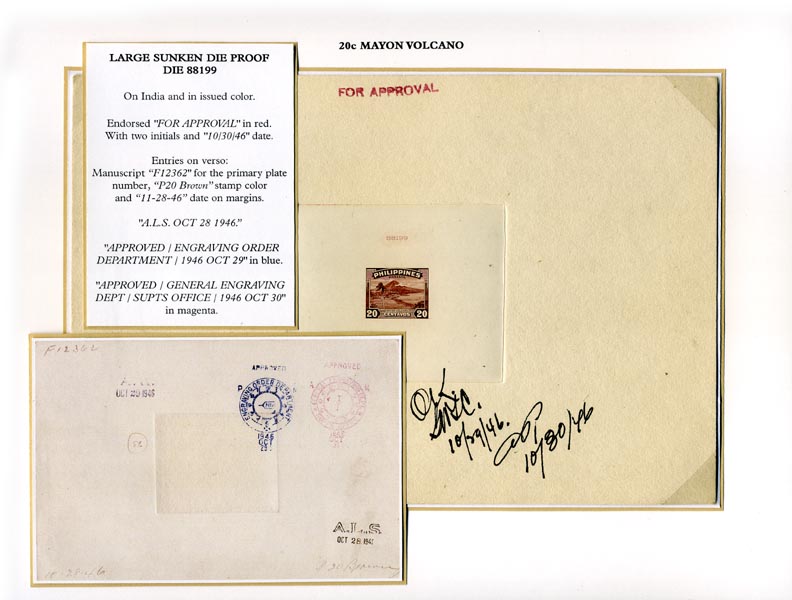 20c MAYON VOLCANO
LARGE SUNKEN DIE PROOF
DIE 88199
On India and in issued color.
Endorsed "FOR APPROVAL" in red.
With two initials and "10/30/46" date.
Entries on verso:
Manuscript "F12362" for the primary plate
number, "P20 Brown" stamp color
and "11-28-46" date on margins.
"A.L.S. OCT 28 1946."
"APPROVED / ENGRAVING ORDER
DEPARTMENT / 1946 OCT 29" in blue.
"APPROVED / GENERAL ENGRAVING
DEPT / SUPTS OFFICE / 1946 OCT 30"
in magenta.
FOR APPROVAL
88199
PHILIPPINES
20 CENTAVOS 20
OK
10/29/46.
10/30/46
F12362
OCT 29 1946
APPROVED
ENGRAVING ORDER DEPARTMENT
1946
OCT
APPROVED
A.L.S.
OCT 28 1946